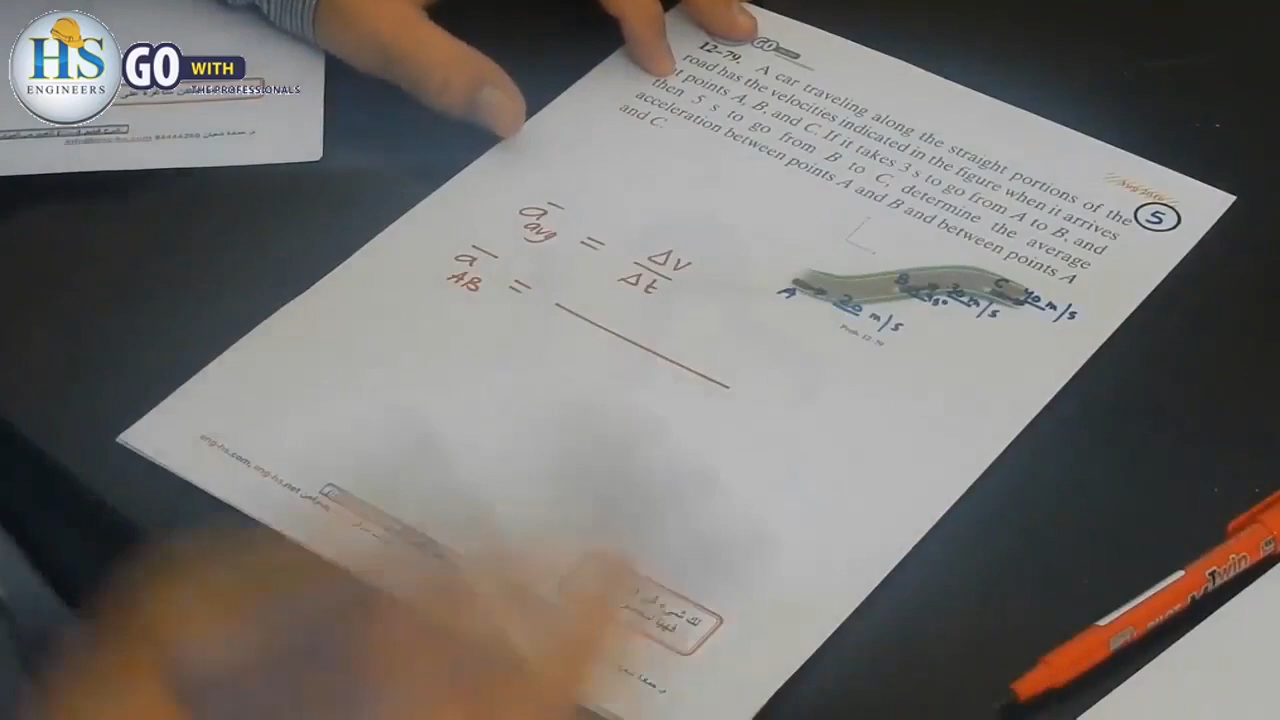 HS
ENGINEERS
GO WITH
THE PROFESSIONALS
GO
12–79. A car traveling along the straight portions of the
road has the velocities indicated in the figure when it arrives
at points A, B, and C. If it takes 3 s to go from A to B, and
then 5 s to go from B to C, determine the average
acceleration between points A and B and between points A
and C.
5
a avg = Δv / Δt
a AB =
A
20 m/s
B
30 m/s
C
40 m/s
Prob. 12–79
eng-hs.com, eng-hs.net
Twin